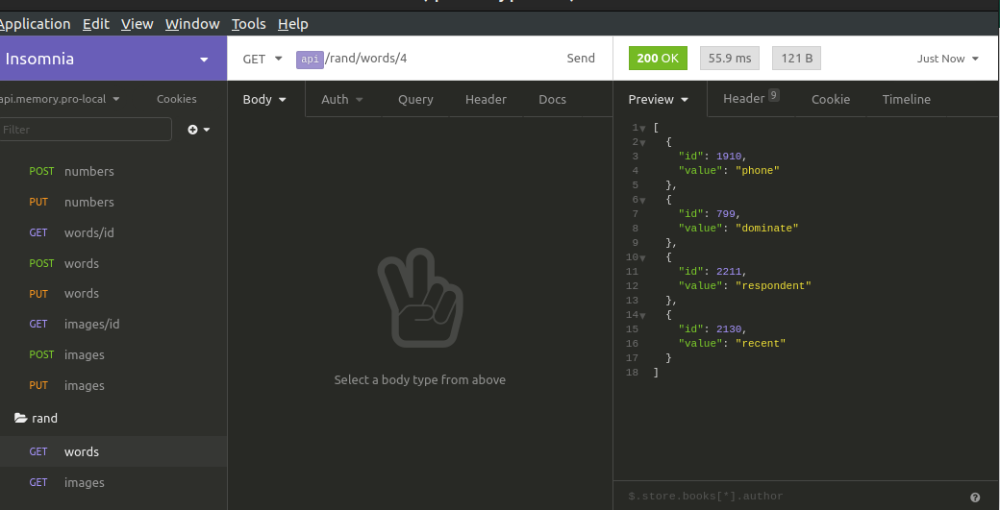 Application Edit View Window Tools Help
Insomnia
GET api /rand/words/4 Send
200 OK 55.9 ms 121 B Just Now
api.memory.pro-local Cookies
Body Auth Query Header Docs
Preview Header 9 Cookie Timeline
Filter
POST numbers
PUT numbers
GET words/id
POST words
PUT words
GET images/id
POST images
PUT images
rand
GET words
GET images
Select a body type from above
1 [
2 {
3 "id": 1910,
4 "value": "phone"
5 },
6 {
7 "id": 799,
8 "value": "dominate"
9 },
10 {
11 "id": 2211,
12 "value": "respondent"
13 },
14 {
15 "id": 2130,
16 "value": "recent"
17 }
18 ]
$.store.books[*].author